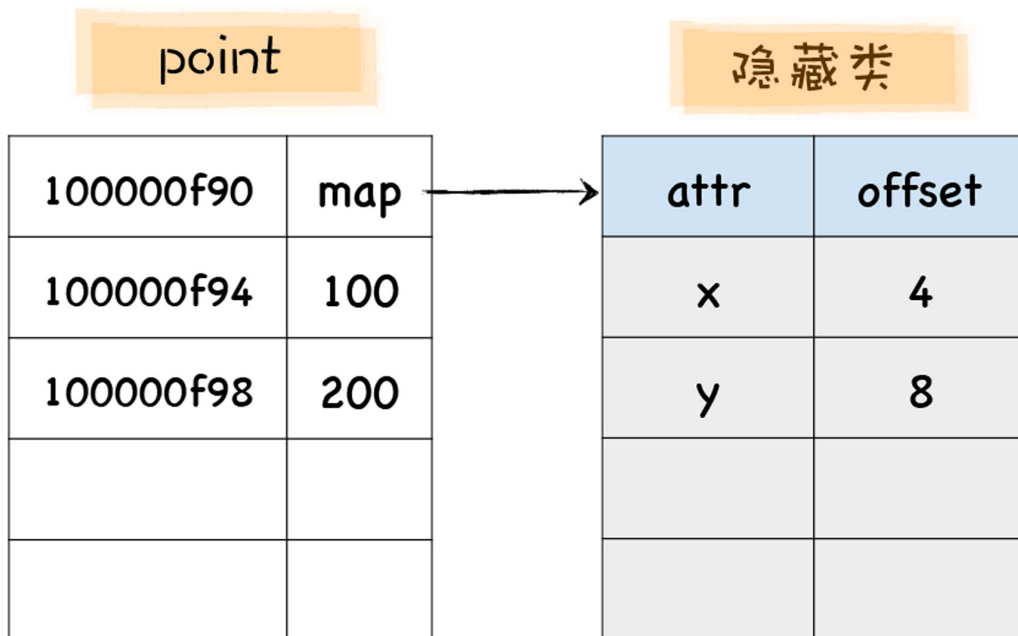 point
隐藏类
100000f90 map
attr offset
100000f94 100
x 4
100000f98 200
y 8